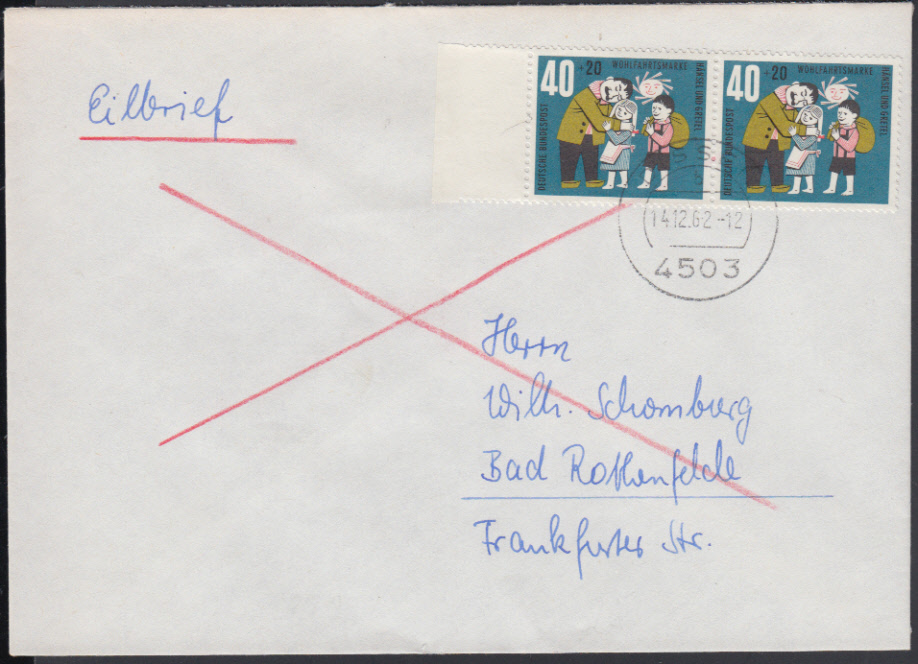 Eilbrief
40 +20 WOHLFAHRTSMARKE
HÄNSEL UND GRETEL
DEUTSCHE BUNDESPOST
40 +20 WOHLFAHRTSMARKE
HÄNSEL UND GRETEL
DEUTSCHE BUNDESPOST
14.12.62-12
4503
Herrn
Wilh. Schomburg
Bad Rothenfelde
Frankfurter Str.